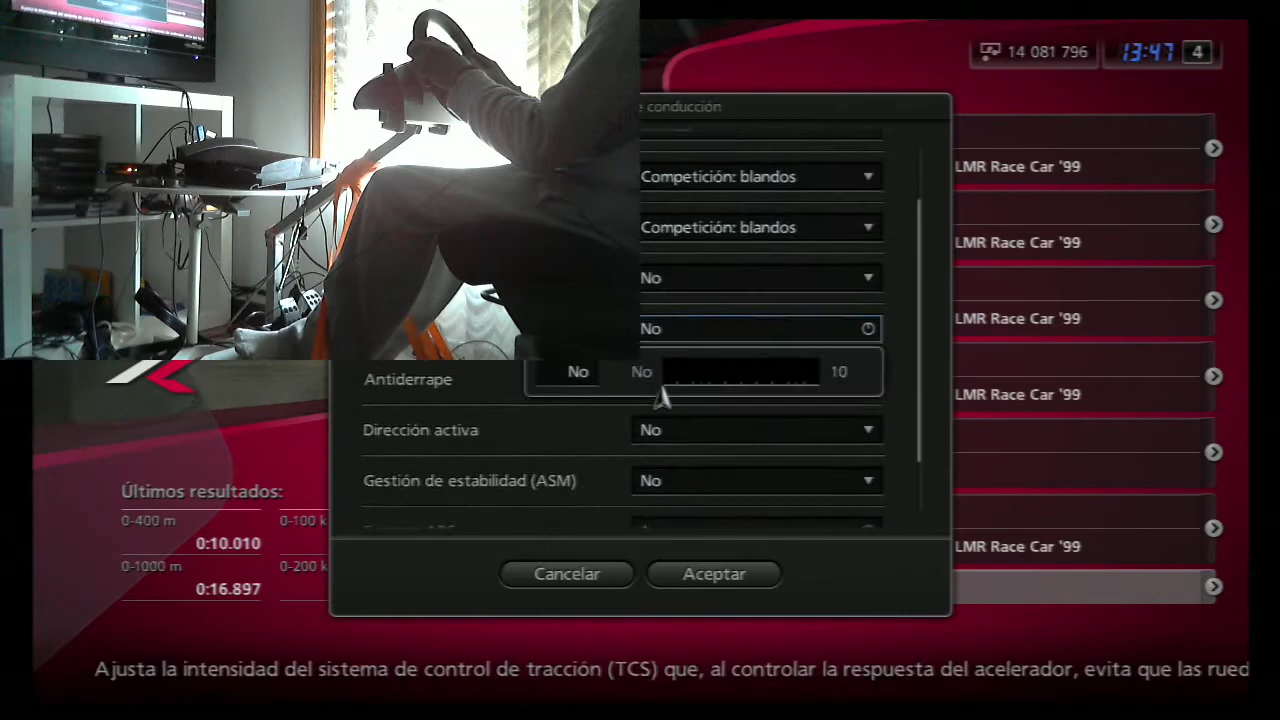 14 081 796
13:47
4
e conducción
Competición: blandos
LMR Race Car '99
Competición: blandos
LMR Race Car '99
No
LMR Race Car '99
No
Antiderrape
No
No
10
LMR Race Car '99
Dirección activa
No
Gestión de estabilidad (ASM)
No
Últimos resultados:
0-400 m
0-100 k
0:10.010
LMR Race Car '99
0-1000 m
0-200 k
0:16.897
Cancelar
Aceptar
Ajusta la intensidad del sistema de control de tracción (TCS) que, al controlar la respuesta del acelerador, evita que las rued